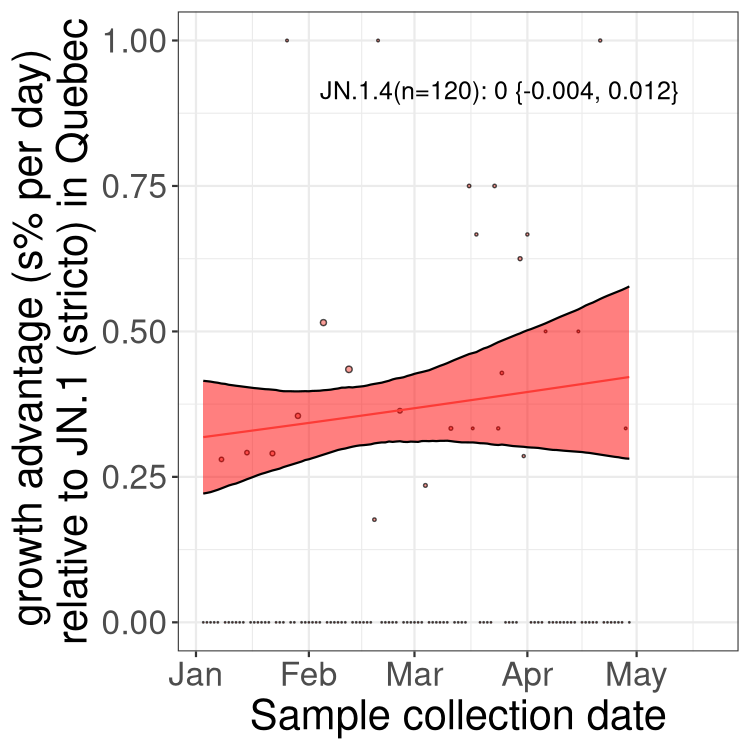 growth advantage (s% per day)
relative to JN.1 (stricto) in Quebec
1.00
0.75
0.50
0.25
0.00
JN.1.4(n=120): 0 {-0.004, 0.012}
Jan Feb Mar Apr May
Sample collection date